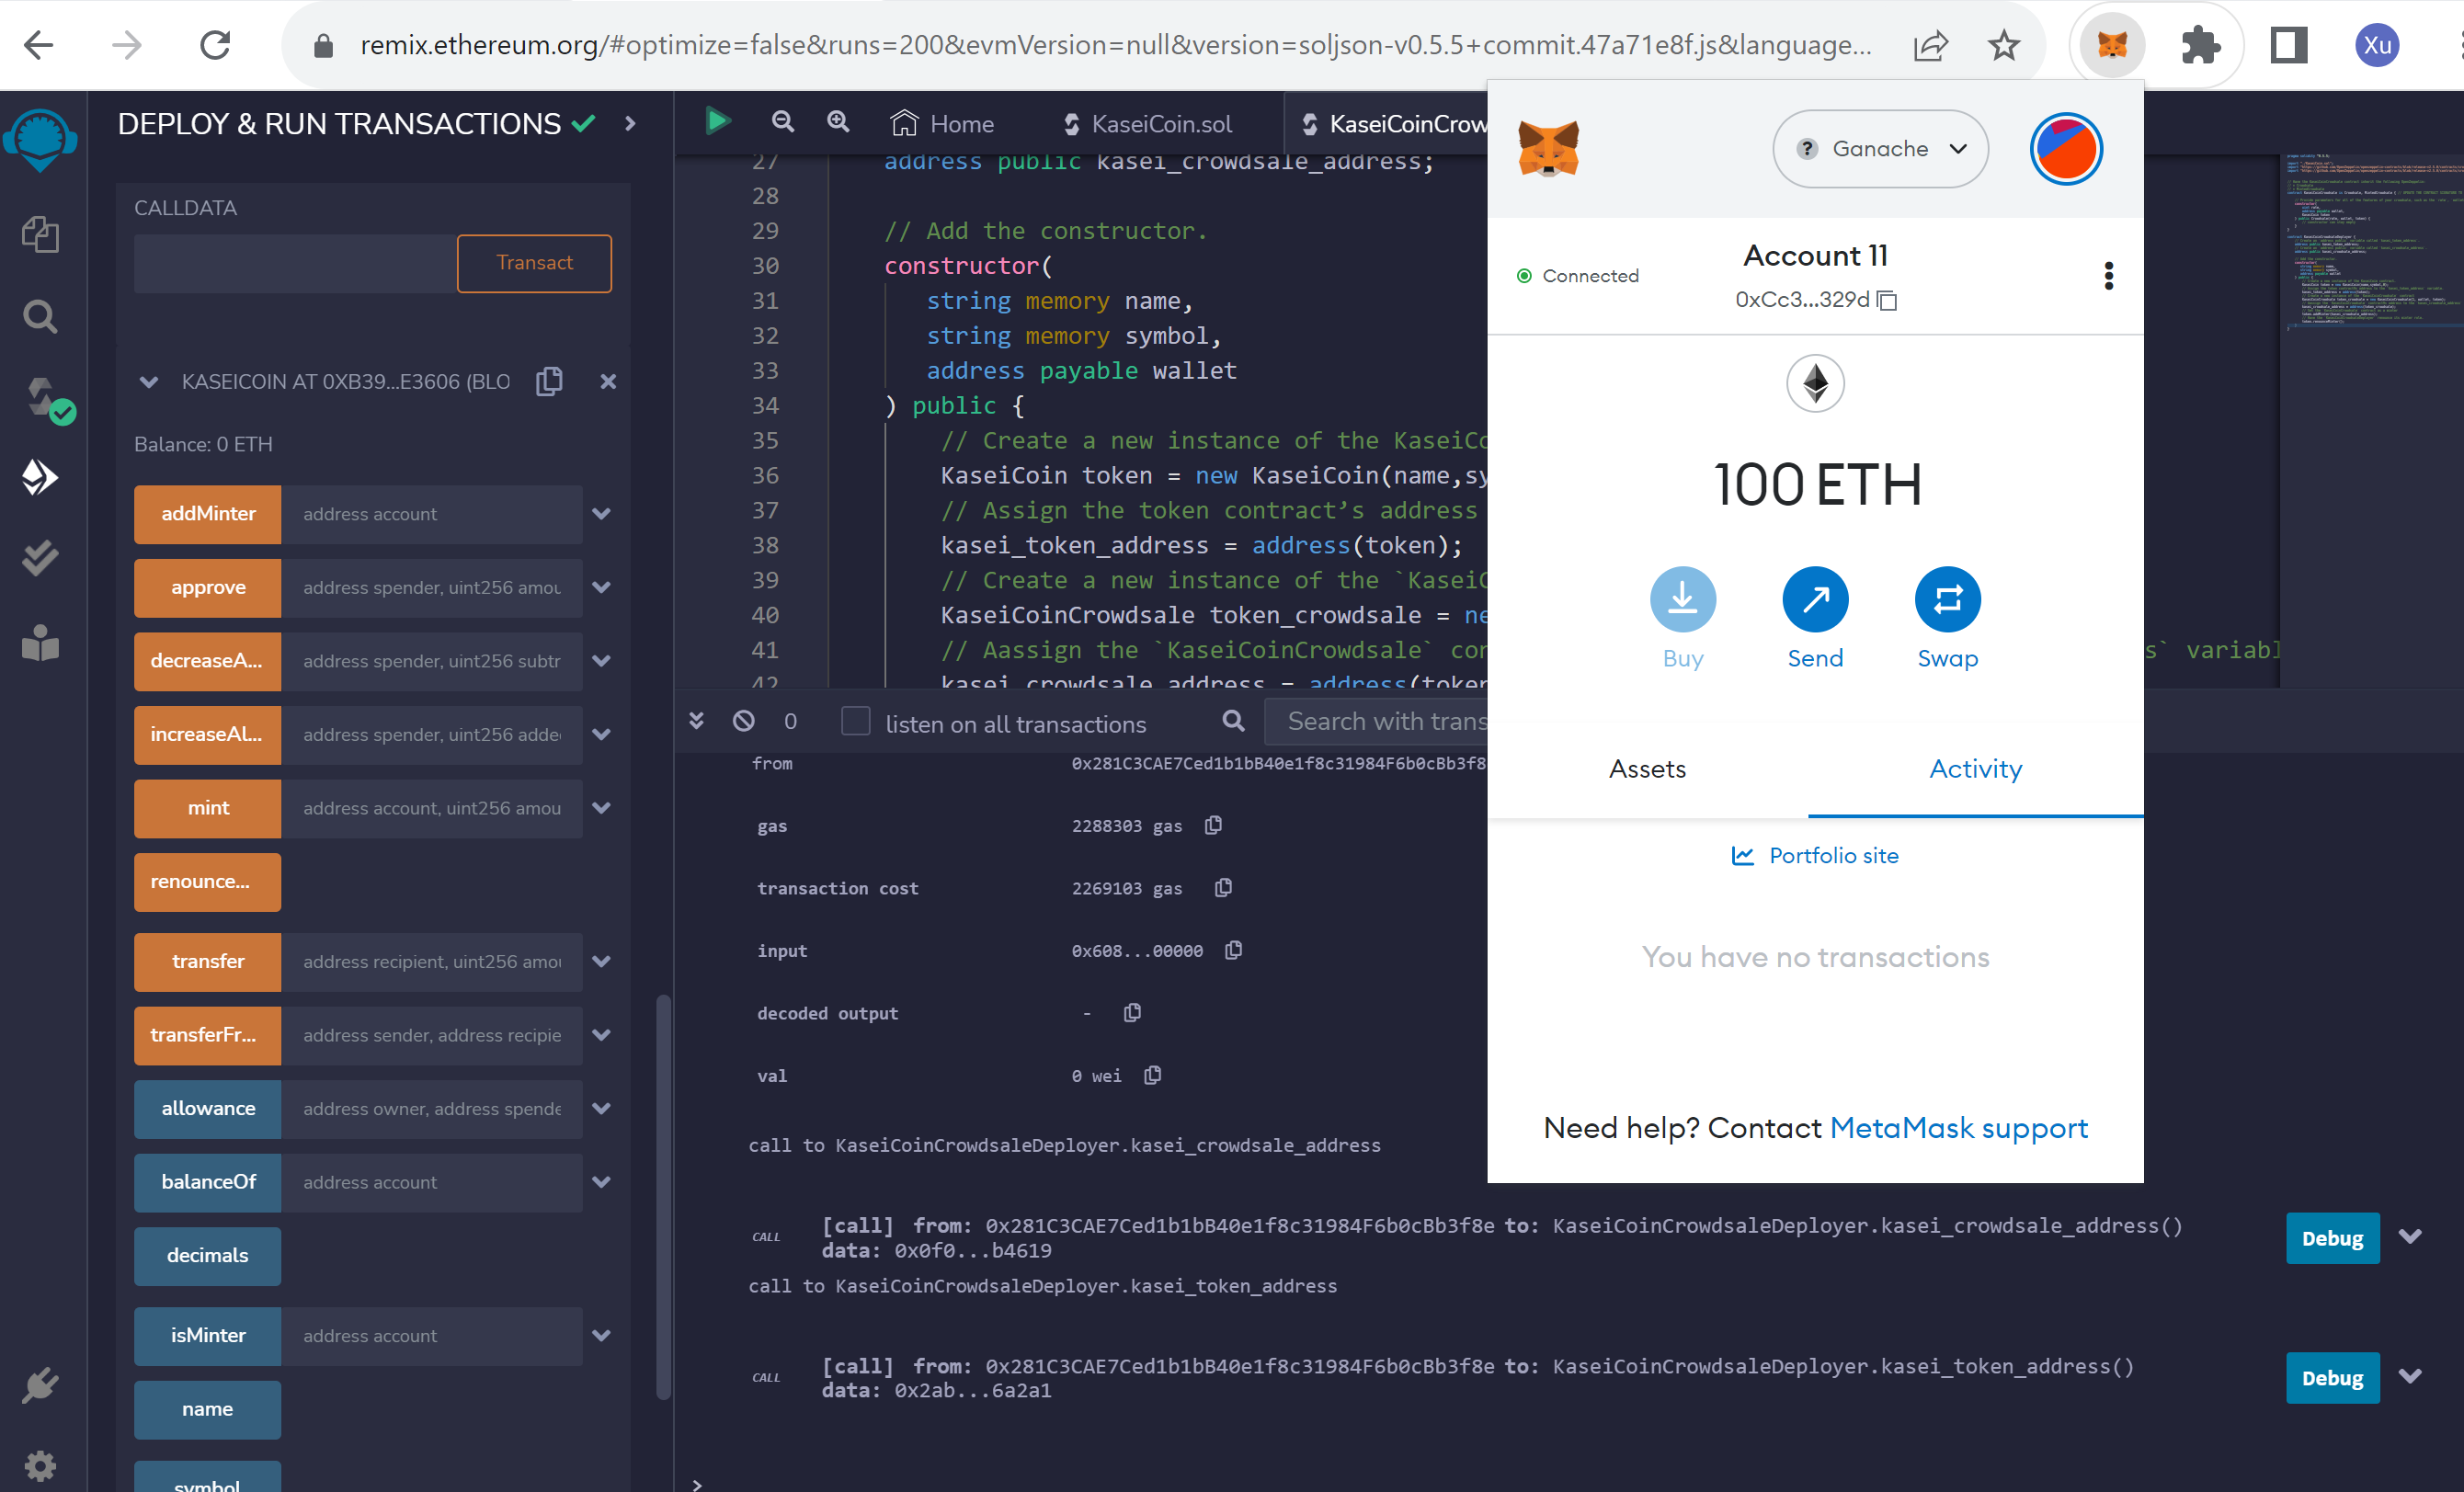 remix.ethereum.org/#optimize=false&runs=200&evmVersion=null&version=soljson-v0.5.5+commit.47a71e8f.js&language...
Xu
DEPLOY & RUN TRANSACTIONS
CALLDATA
Transact
KASEICOIN AT 0XB39...E3606 (BLO
Balance: 0 ETH
addMinter address account
approve address spender, uint256 amou
decreaseA... address spender, uint256 subtr
increaseAl... address spender, uint256 adde
mint address account, uint256 amou
renounce...
transfer address recipient, uint256 amou
transferFr... address sender, address recipie
allowance address owner, address spende
balanceOf address account
decimals
isMinter address account
name
symbol
Home KaseiCoin.sol KaseiCoinCrow
27 address public kasei_crowdsale_address;
28
29 // Add the constructor.
30 constructor(
31 string memory name,
32 string memory symbol,
33 address payable wallet
34 ) public {
35 // Create a new instance of the KaseiCo
36 KaseiCoin token = new KaseiCoin(name,sy
37 // Assign the token contract’s address
38 kasei_token_address = address(token);
39 // Create a new instance of the `KaseiC
40 KaseiCoinCrowdsale token_crowdsale = ne
41 // Aassign the `KaseiCoinCrowdsale` con s` variabl
42 kasei_crowdsale_address = address(token
0 listen on all transactions Search with trans
from 0x281C3CAE7Ced1b1bB40e1f8c31984F6b0cBb3f8
gas 2288303 gas
transaction cost 2269103 gas
input 0x608...00000
decoded output -
val 0 wei
call to KaseiCoinCrowdsaleDeployer.kasei_crowdsale_address
CALL [call] from: 0x281C3CAE7Ced1b1bB40e1f8c31984F6b0cBb3f8e to: KaseiCoinCrowdsaleDeployer.kasei_crowdsale_address()
data: 0x0f0...b4619
Debug
call to KaseiCoinCrowdsaleDeployer.kasei_token_address
CALL [call] from: 0x281C3CAE7Ced1b1bB40e1f8c31984F6b0cBb3f8e to: KaseiCoinCrowdsaleDeployer.kasei_token_address()
data: 0x2ab...6a2a1
Debug
>
? Ganache
Connected
Account 11
0xCc3...329d
100 ETH
Buy Send Swap
Assets Activity
Portfolio site
You have no transactions
Need help? Contact MetaMask support